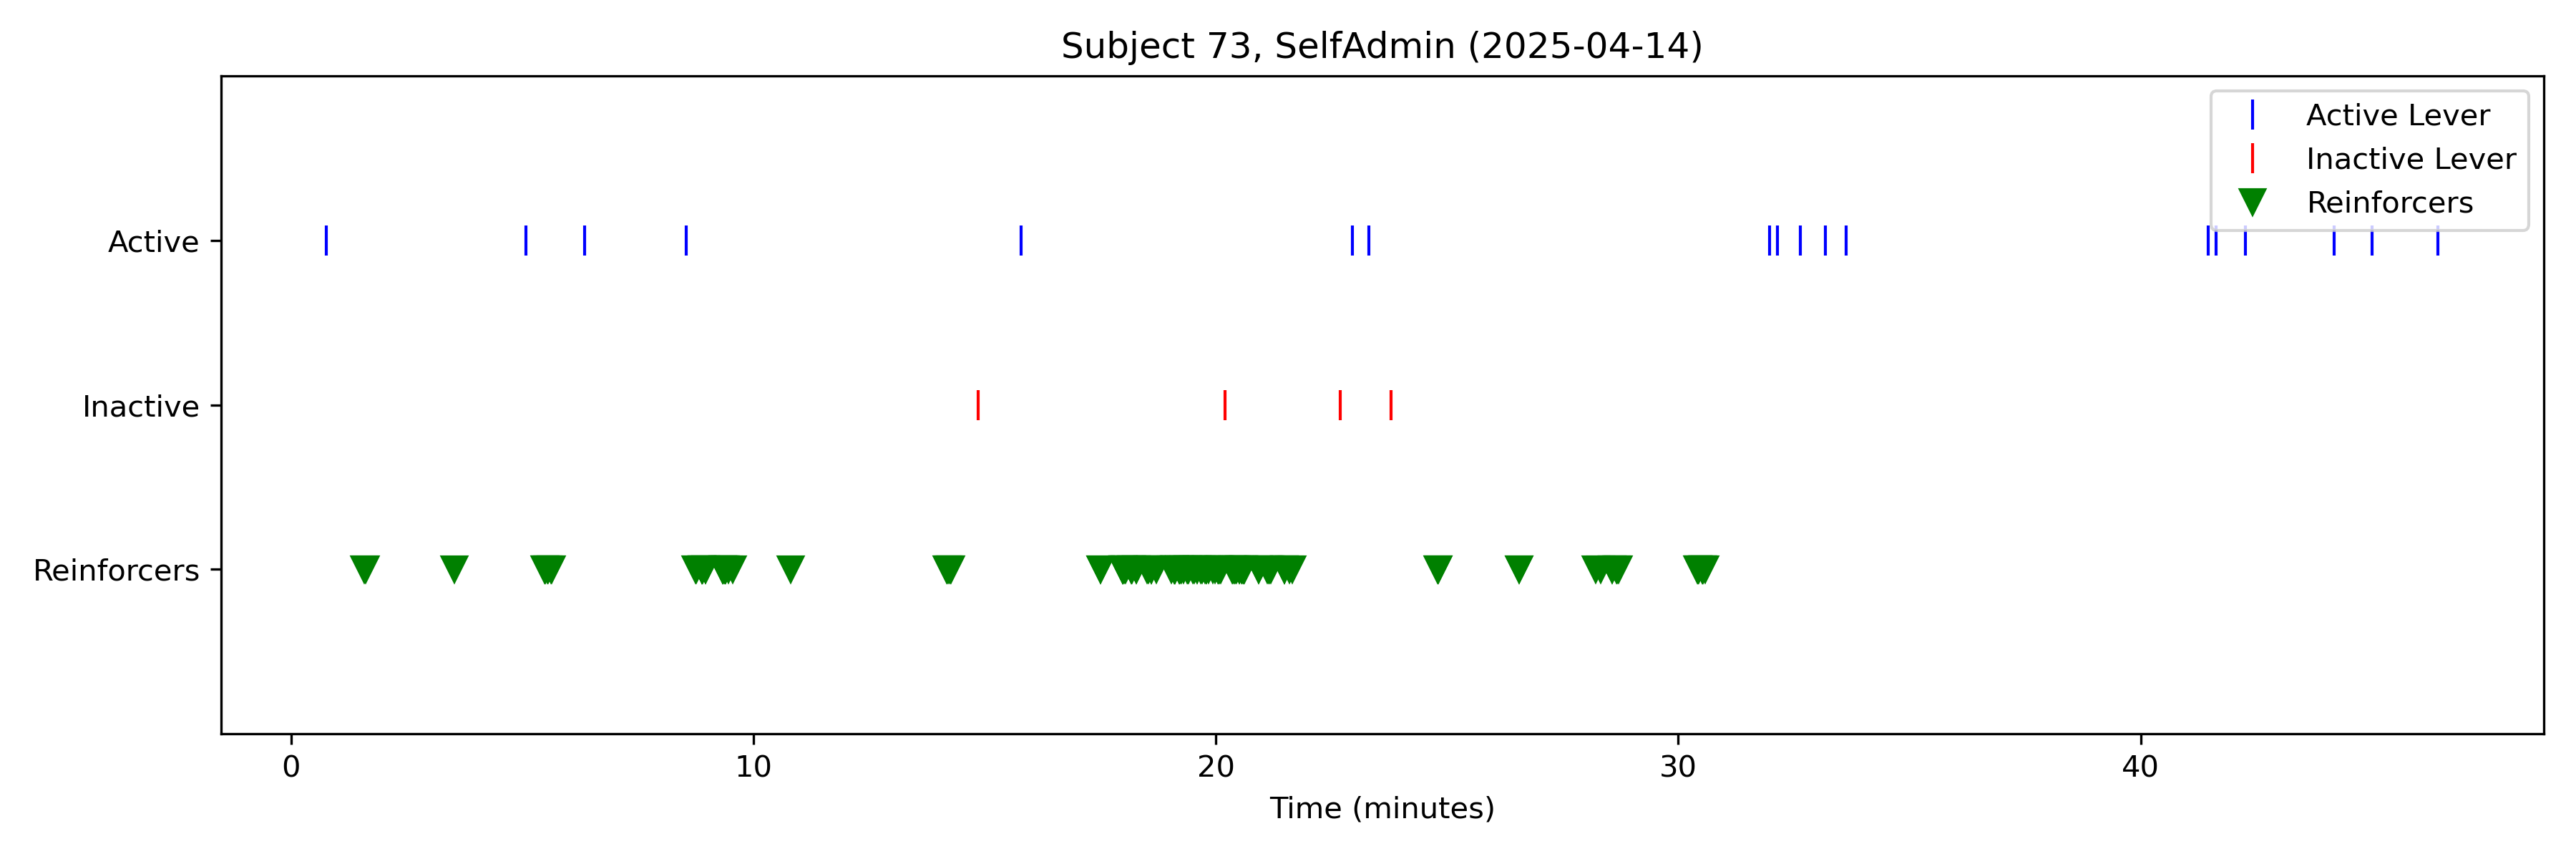 Subject 73, SelfAdmin (2025-04-14)
Active Lever
Inactive Lever
Reinforcers
Active
Inactive
Reinforcers
0 10 20 30 40
Time (minutes)